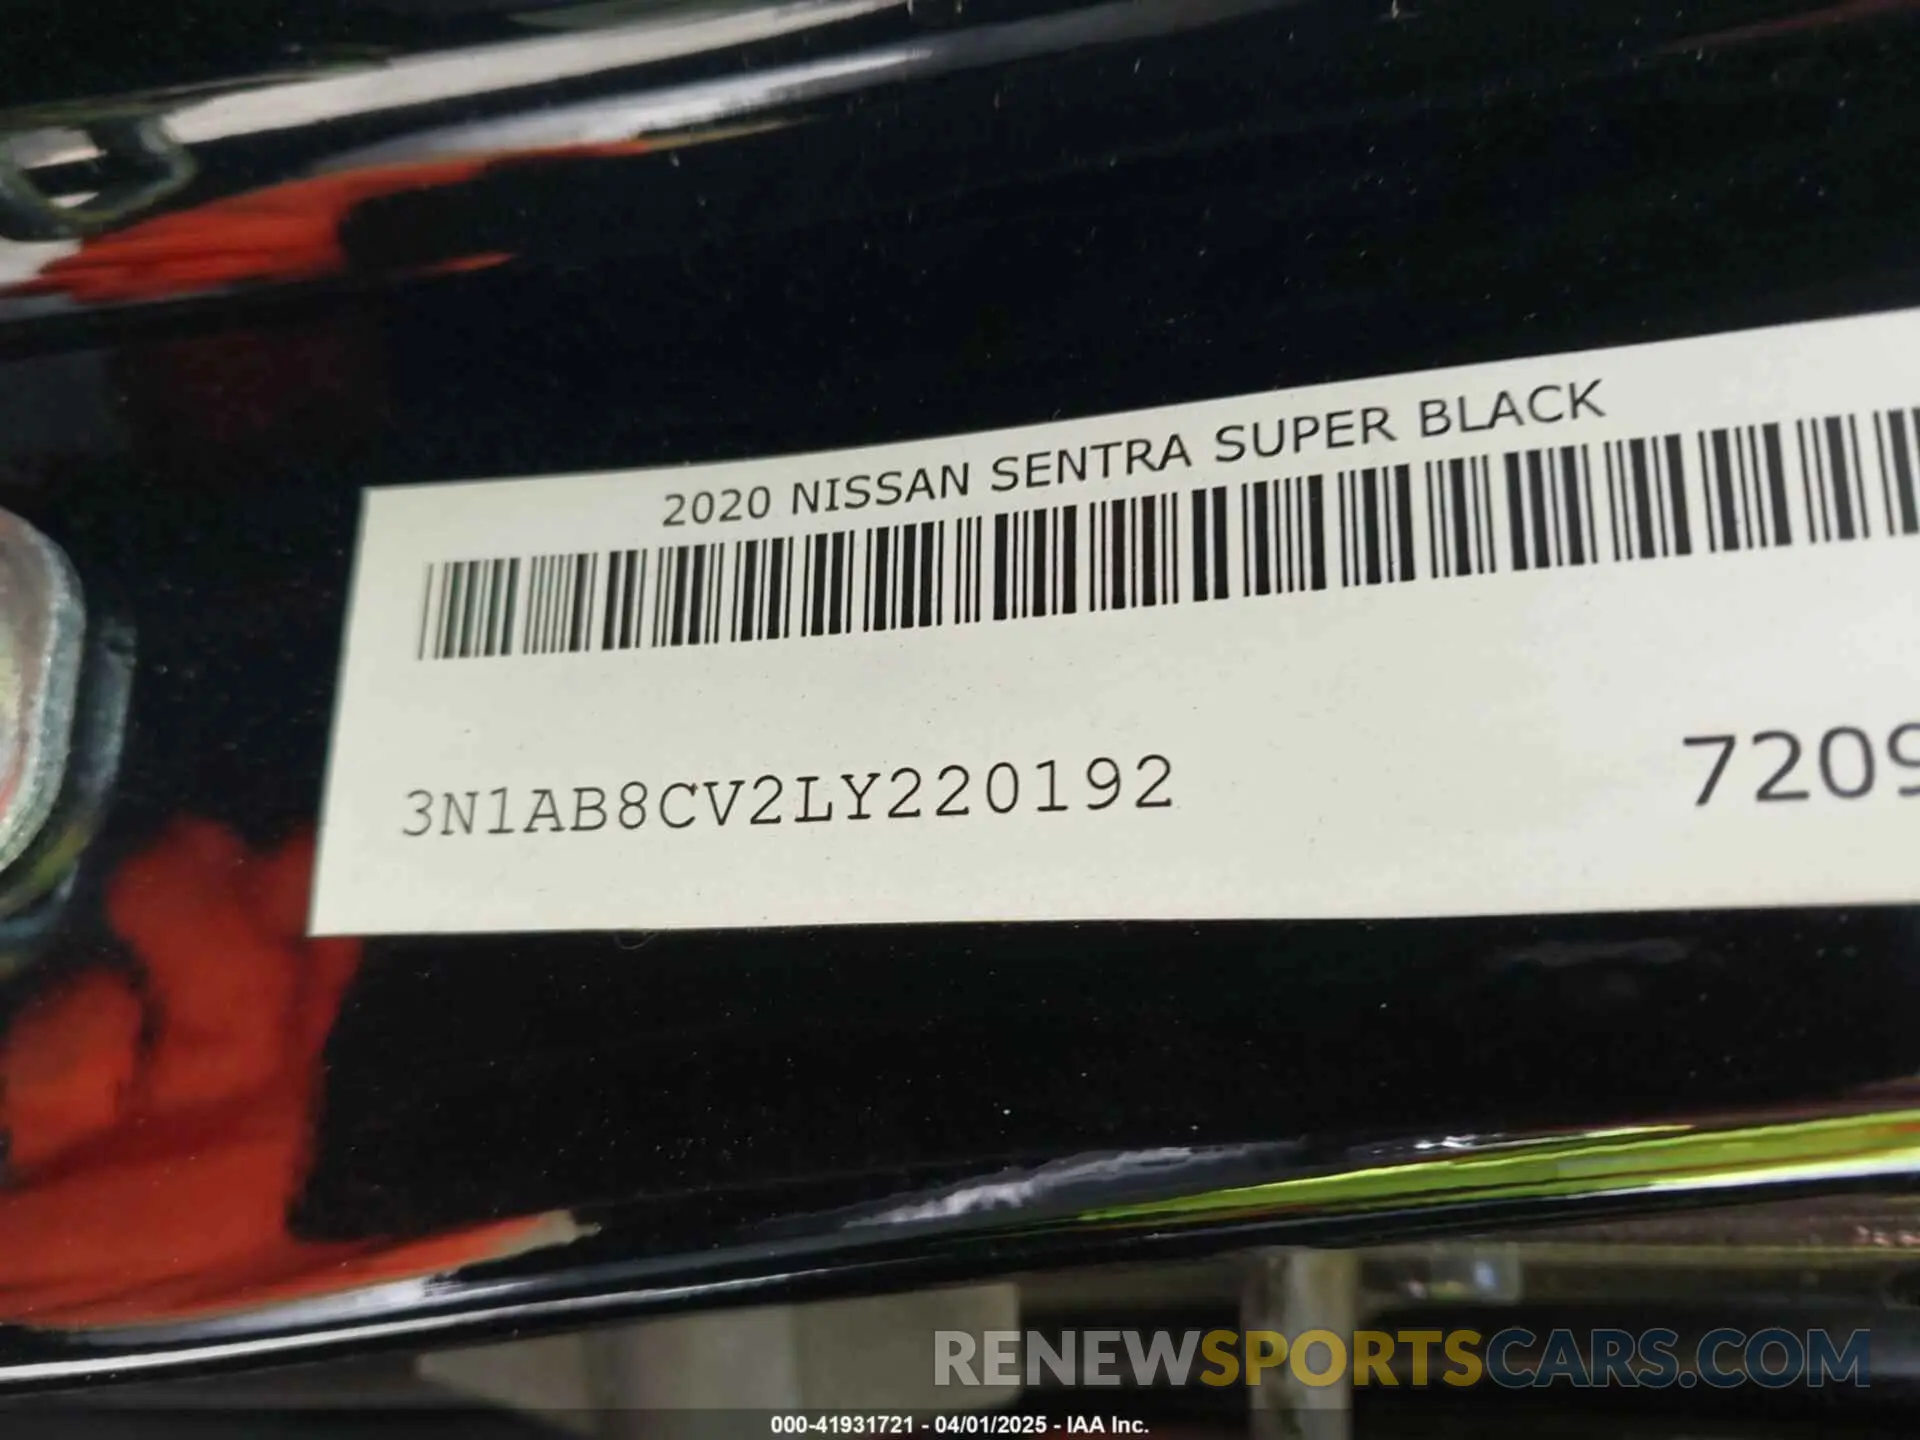 2020 NISSAN SENTRA SUPER BLACK
3N1AB8CV2LY220192
7209
RENEWSPORTSCARS.COM
000-41931721 - 04/01/2025 - IAA Inc.